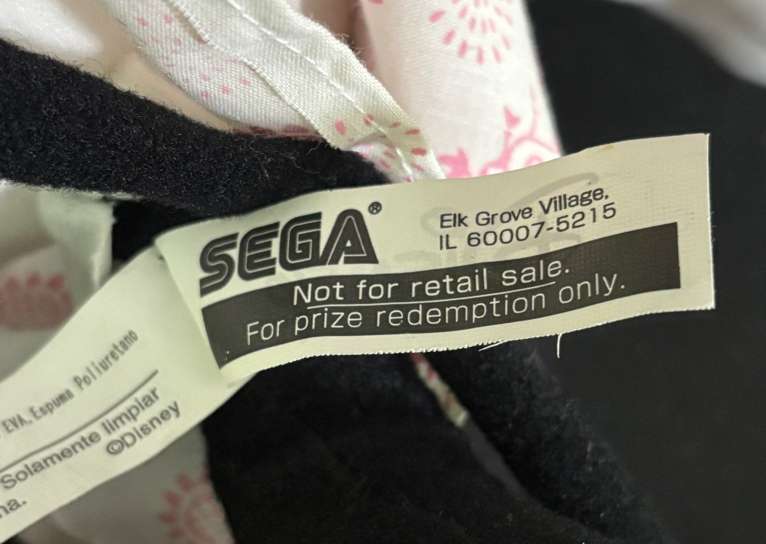 SEGA®
Elk Grove Village,
IL 60007-5215
Not for retail sale.
For prize redemption only.
EVA, Espuma Poliuretano
Solamente limpiar
na.
©Disney